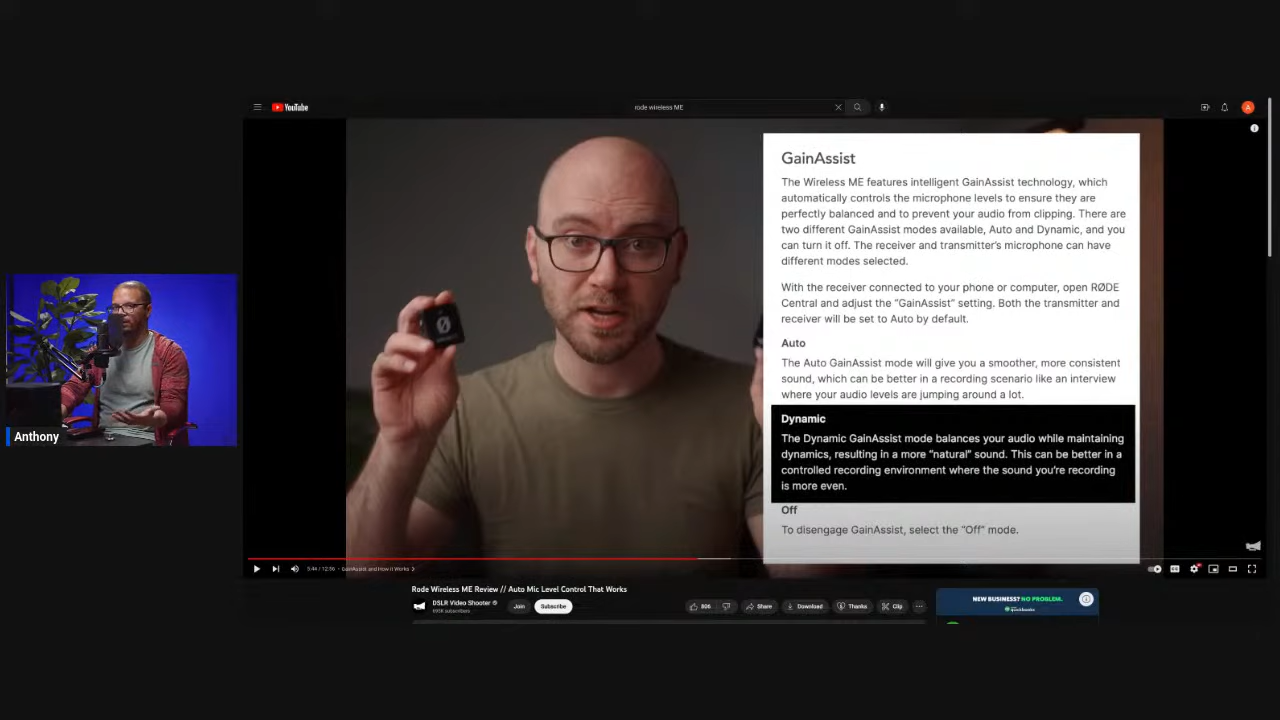 YouTube
rode wireless ME
A
GainAssist
The Wireless ME features intelligent GainAssist technology, which
automatically controls the microphone levels to ensure they are
perfectly balanced and to prevent your audio from clipping. There are
two different GainAssist modes available, Auto and Dynamic, and you
can turn it off. The receiver and transmitter's microphone can have
different modes selected.
With the receiver connected to your phone or computer, open RØDE
Central and adjust the "GainAssist" setting. Both the transmitter and
receiver will be set to Auto by default.
Auto
The Auto GainAssist mode will give you a smoother, more consistent
sound, which can be better in a recording scenario like an interview
where your audio levels are jumping around a lot.
Dynamic
The Dynamic GainAssist mode balances your audio while maintaining
dynamics, resulting in a more "natural" sound. This can be better in a
controlled recording environment where the sound you're recording
is more even.
Off
To disengage GainAssist, select the "Off" mode.
Anthony
GainAssist and How it Works
Rode Wireless ME Review // Auto Mic Level Control That Works
DSLR Video Shooter
Join
Subscribe
806
Share
Download
Thanks
Clip
NEW BUSINESS? NO PROBLEM.
quickbooks